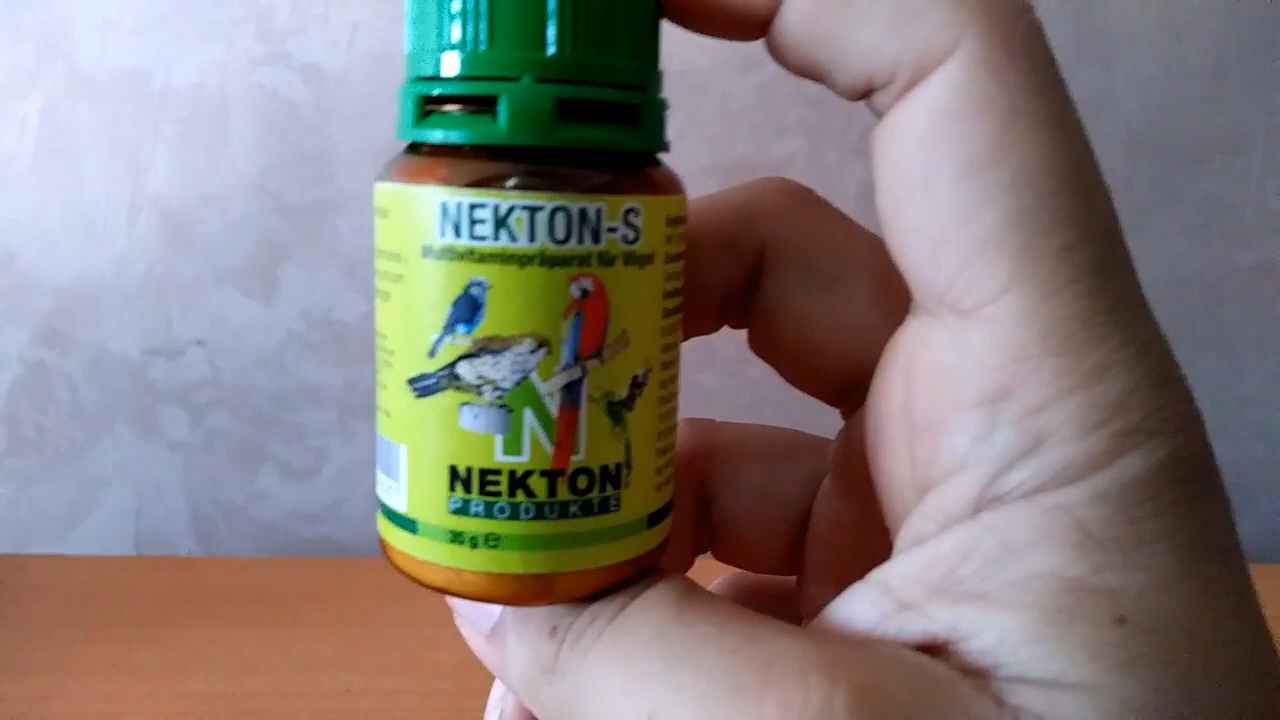 NEKTON-S
Multivitaminpräparat für Vögel
N
NEKTON
PRODUKTE
35 g ℮